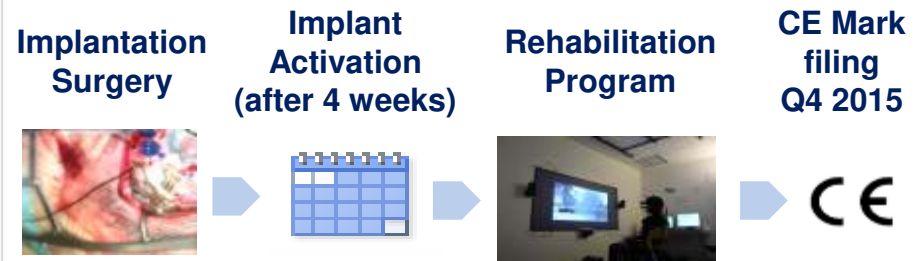 Implantation
Surgery
Implant
Activation
(after 4 weeks)
Rehabilitation
Program
CE Mark
filing
Q4 2015
CE